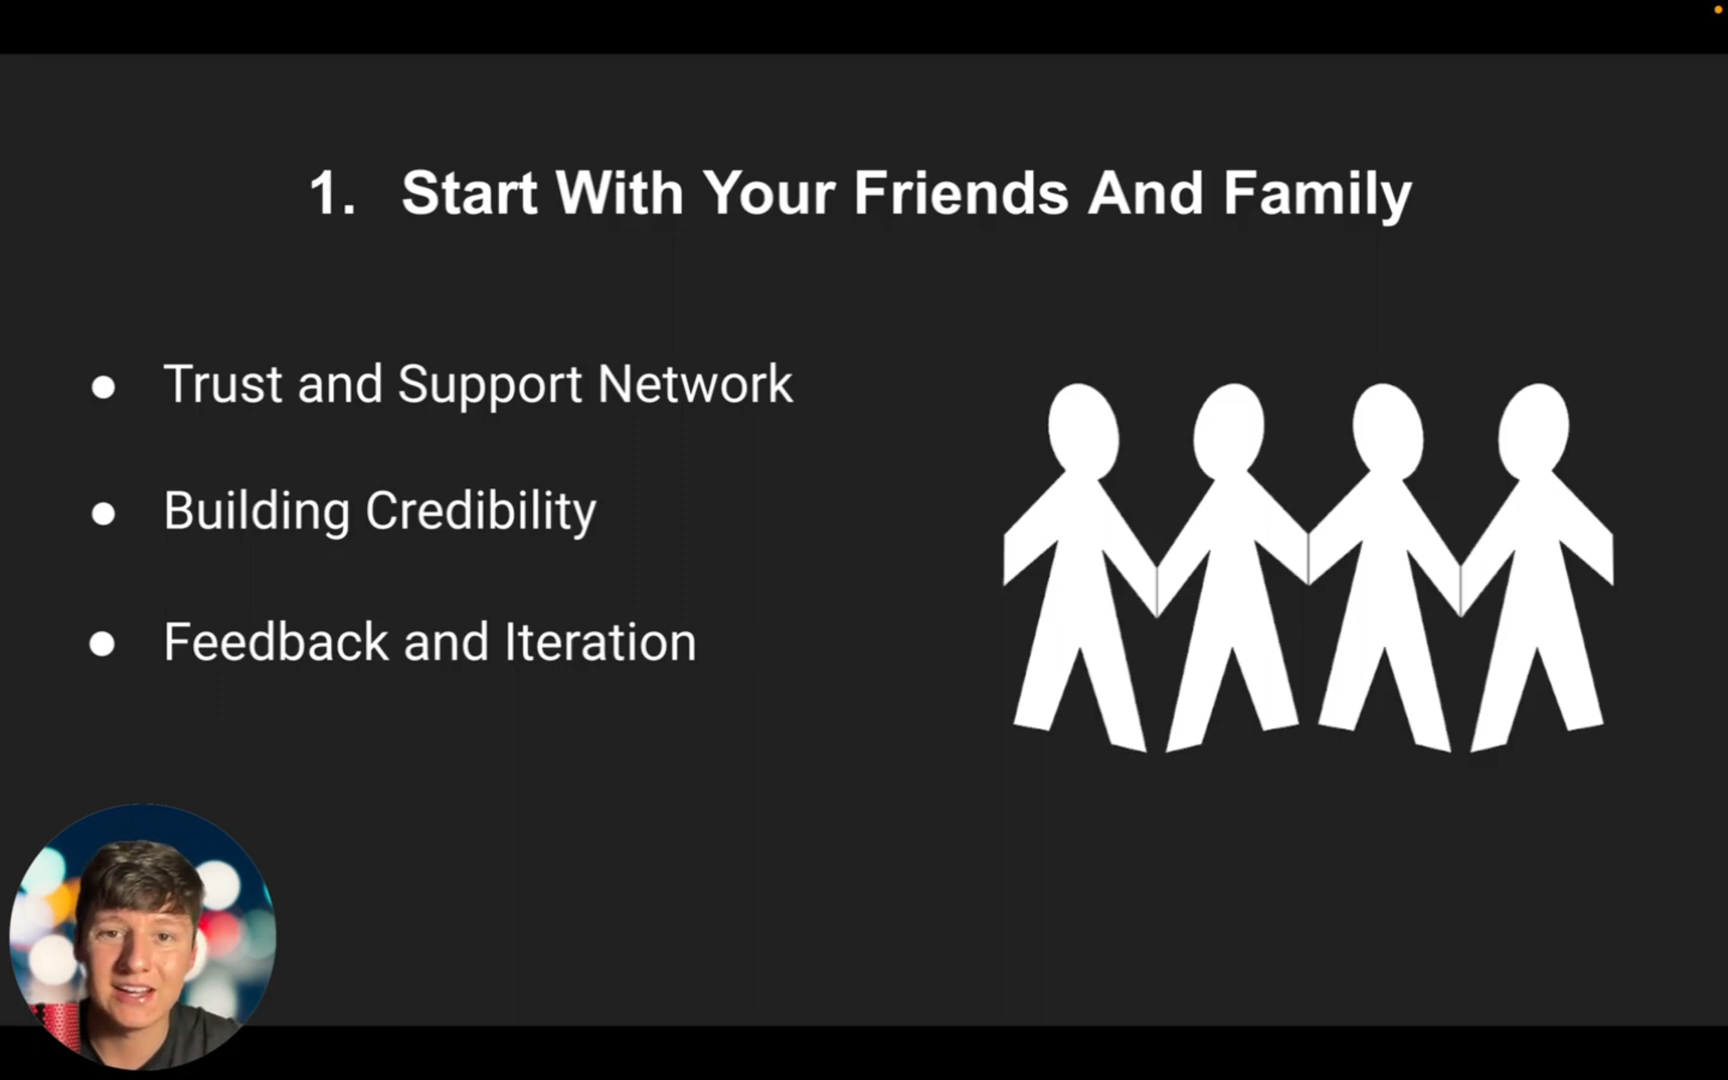 1. Start With Your Friends And Family
● Trust and Support Network
● Building Credibility
● Feedback and Iteration